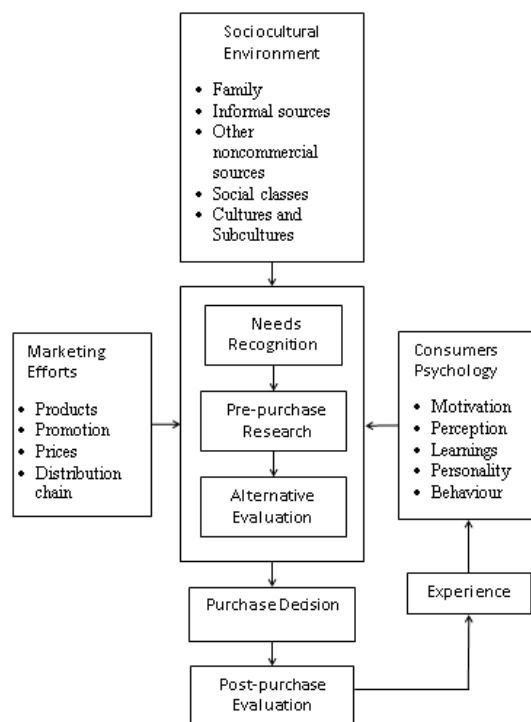 Sociocultural
Environment
• Family
• Informal sources
• Other
noncommercial
sources
• Social classes
• Cultures and
Subcultures
Needs
Recognition
Pre-purchase
Research
Alternative
Evaluation
Marketing
Efforts
• Products
• Promotion
• Prices
• Distribution
chain
Consumers
Psychology
• Motivation
• Perception
• Learnings
• Personality
• Behaviour
Purchase Decision
Experience
Post-purchase
Evaluation